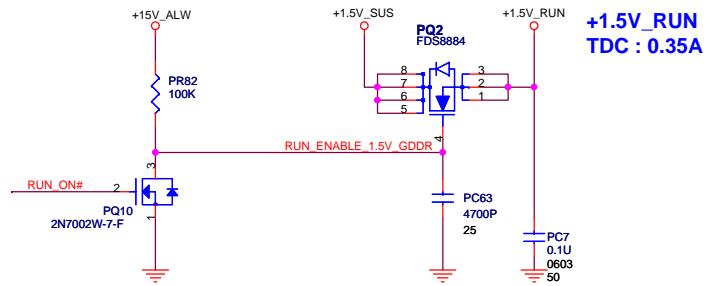 +15V_ALW
+1.5V_SUS
+1.5V_RUN
+1.5V_RUN
TDC : 0.35A
PQ2
FDS8884
PR82
100K
8
7
6
5
3
2
1
4
RUN_ENABLE_1.5V_GDDR
3
RUN_ON#
2
1
PQ10
2N7002W-7-F
PC63
4700P
25
PC7
0.1U
0603
50